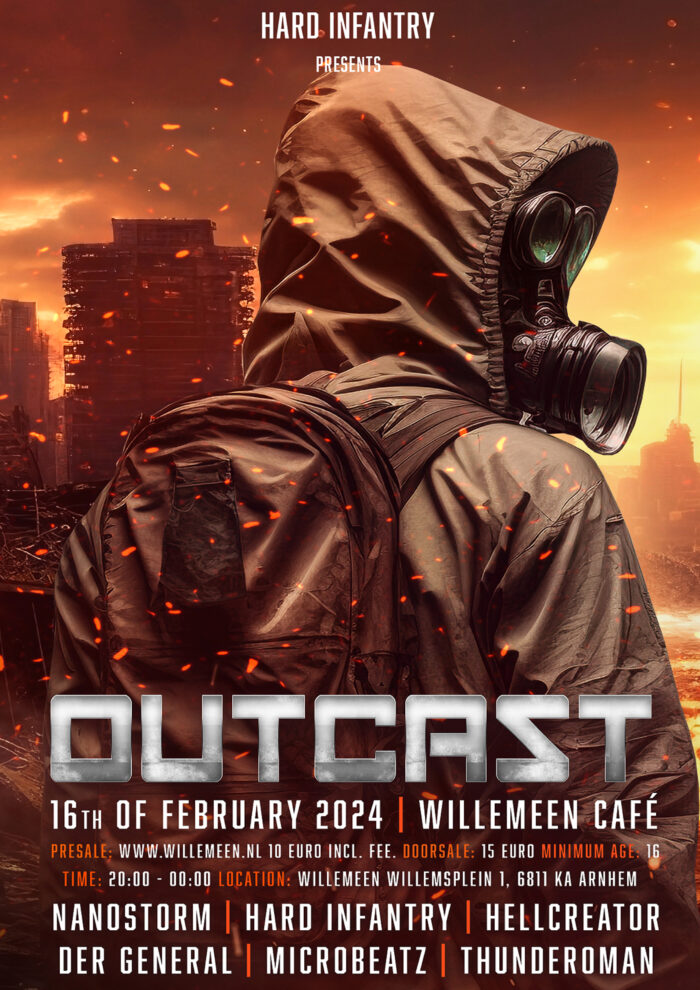 HARD INFANTRY
PRESENTS
OUTCAST
16TH OF FEBRUARY 2024 | WILLEMEEN CAFÉ
PRESALE: WWW.WILLEMEEN.NL 10 EURO INCL. FEE. DOORSALE: 15 EURO MINIMUM AGE: 16
TIME: 20:00 - 00:00 LOCATION: WILLEMEEN WILLEMSPLEIN 1, 6811 KA ARNHEM
NANOSTORM | HARD INFANTRY | HELLCREATOR
DER GENERAL | MICROBEATZ | THUNDEROMAN